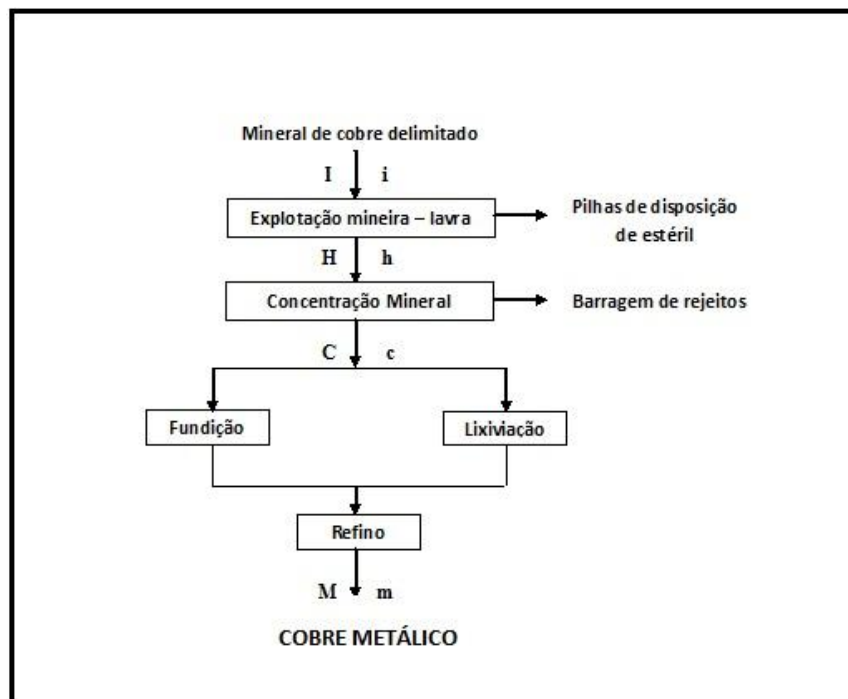 Mineral de cobre delimitado
I i
Explotação mineira – lavra
Pilhas de disposição
de estéril
H h
Concentração Mineral
Barragem de rejeitos
C c
Fundição
Lixiviação
Refino
M m
COBRE METÁLICO